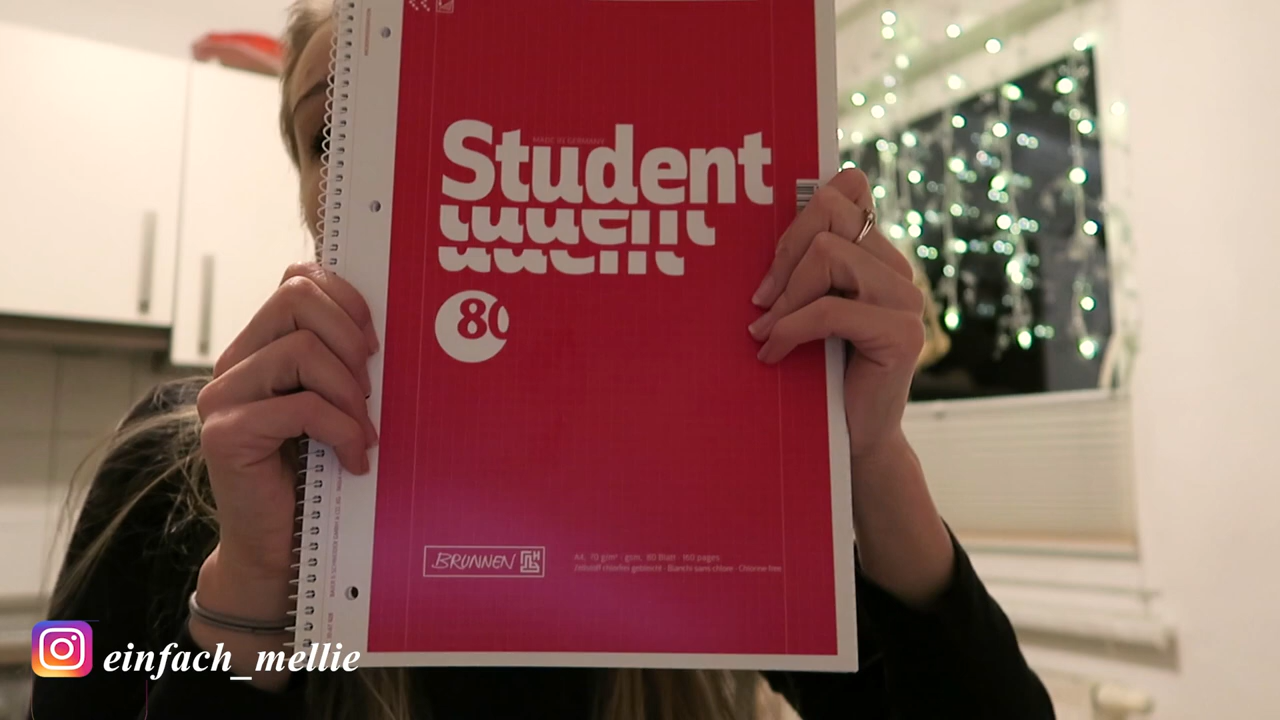 MADE IN GERMANY
Student
80
BRUNNEN
A4, 70 g/m², 80 Blatt · 160 pages
Zellstoff chlorfrei gebleicht · Blanchi sans chlore · Chlorine free
einfach_mellie